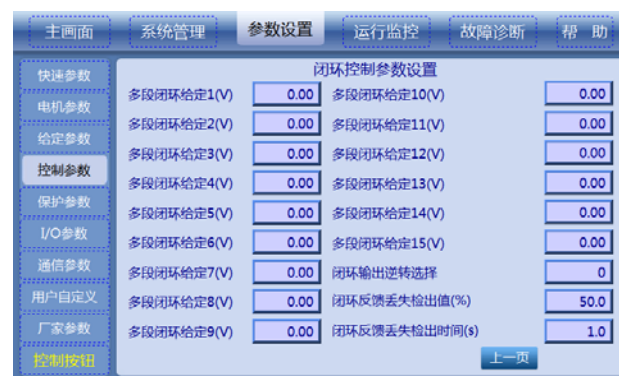 主画面 系统管理 参数设置 运行监控 故障诊断 帮 助
快速参数
电机参数
给定参数
控制参数
保护参数
I/O参数
通信参数
用户自定义
厂家参数
控制按钮
闭环控制参数设置
多段闭环给定1(V) 0.00 多段闭环给定10(V) 0.00
多段闭环给定2(V) 0.00 多段闭环给定11(V) 0.00
多段闭环给定3(V) 0.00 多段闭环给定12(V) 0.00
多段闭环给定4(V) 0.00 多段闭环给定13(V) 0.00
多段闭环给定5(V) 0.00 多段闭环给定14(V) 0.00
多段闭环给定6(V) 0.00 多段闭环给定15(V) 0.00
多段闭环给定7(V) 0.00 闭环输出逆转选择 0
多段闭环给定8(V) 0.00 闭环反馈丢失检出值(%) 50.0
多段闭环给定9(V) 0.00 闭环反馈丢失检出时间(s) 1.0
上一页